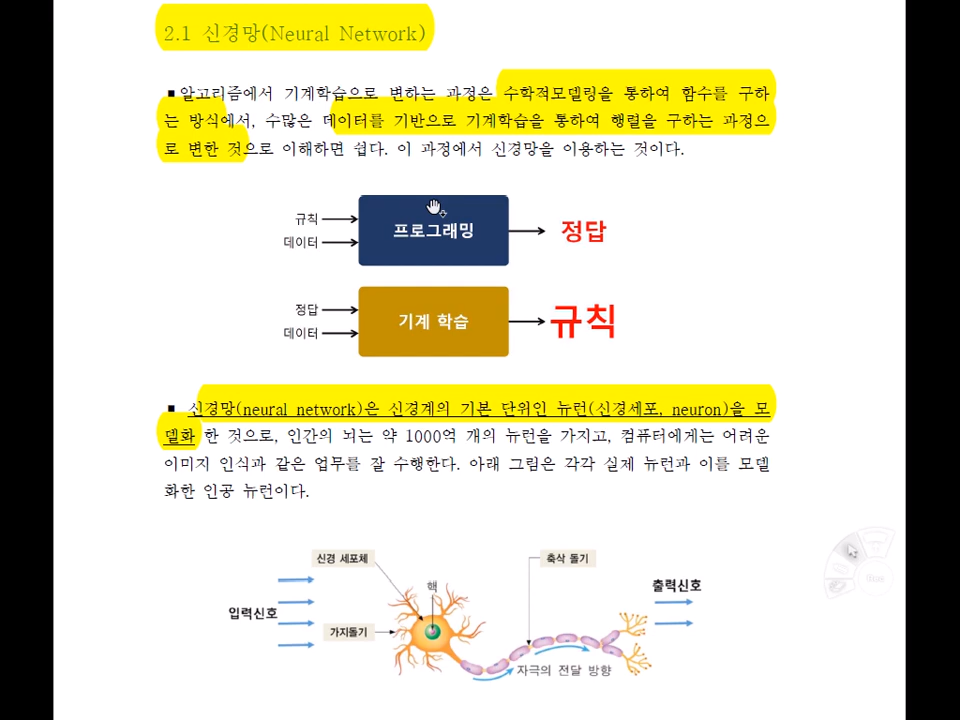 2.1 신경망(Neural Network)
▪알고리즘에서 기계학습으로 변하는 과정은 수학적모델링을 통하여 함수를 구하
는 방식에서, 수많은 데이터를 기반으로 기계학습을 통하여 행렬을 구하는 과정으
로 변한 것으로 이해하면 쉽다. 이 과정에서 신경망을 이용하는 것이다.
규칙
데이터
프로그래밍
정답
정답
데이터
기계 학습
규칙
▪ 신경망(neural network)은 신경계의 기본 단위인 뉴런(신경세포, neuron)을 모
델화 한 것으로, 인간의 뇌는 약 1000억 개의 뉴런을 가지고, 컴퓨터에게는 어려운
이미지 인식과 같은 업무를 잘 수행한다. 아래 그림은 각각 실제 뉴런과 이를 모델
화한 인공 뉴런이다.
신경 세포체
축삭 돌기
핵
출력신호
입력신호
가지돌기
자극의 전달 방향